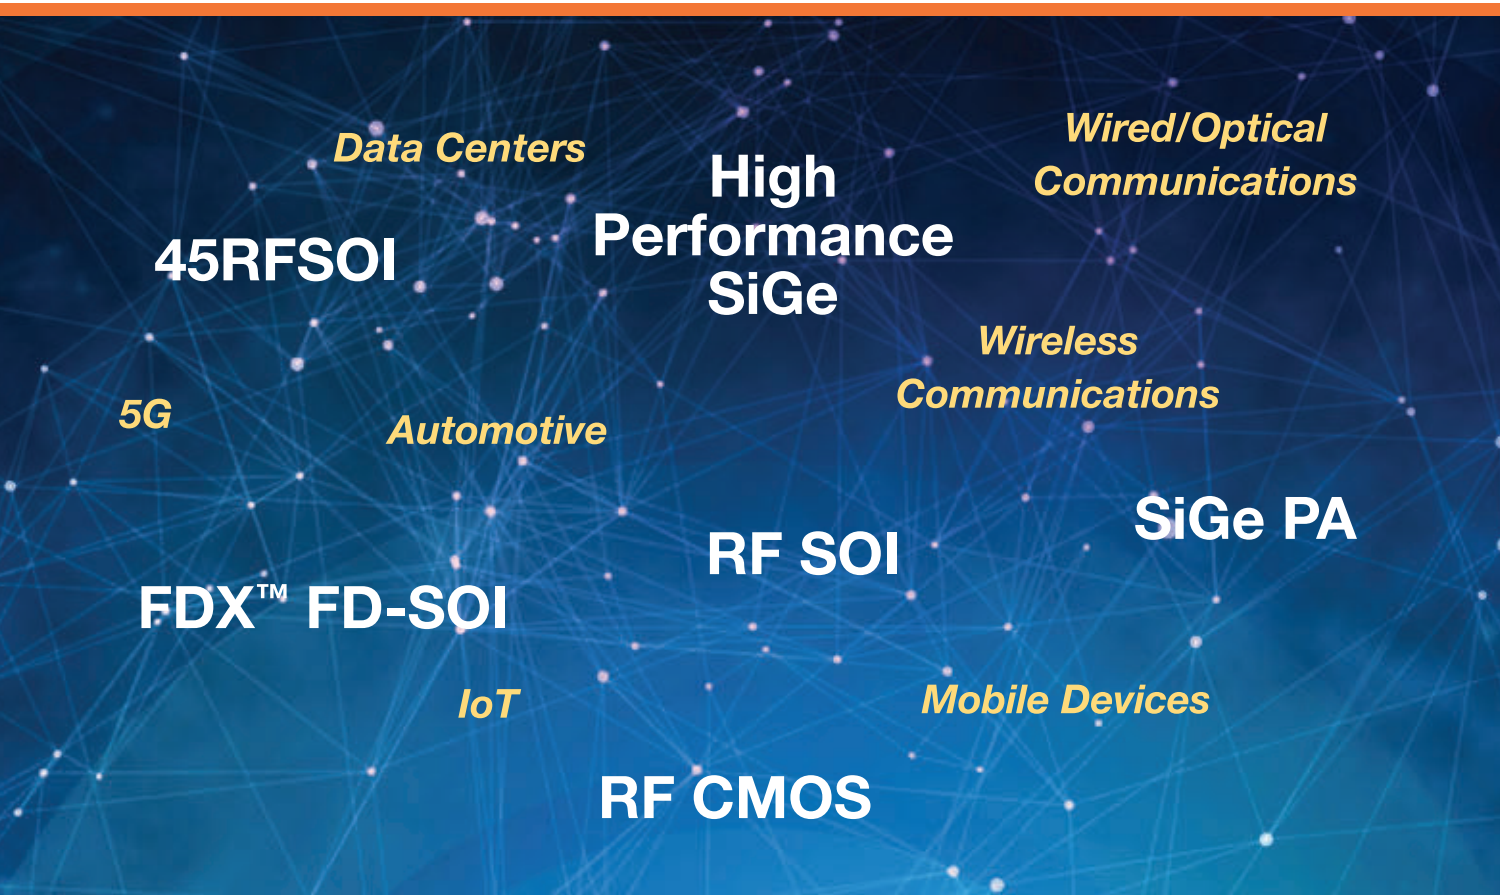 Data Centers
High
Performance
SiGe
Wired/Optical
Communications
45RFSOI
Wireless
Communications
5G
Automotive
SiGe PA
RF SOI
FDX™ FD-SOI
IoT
Mobile Devices
RF CMOS